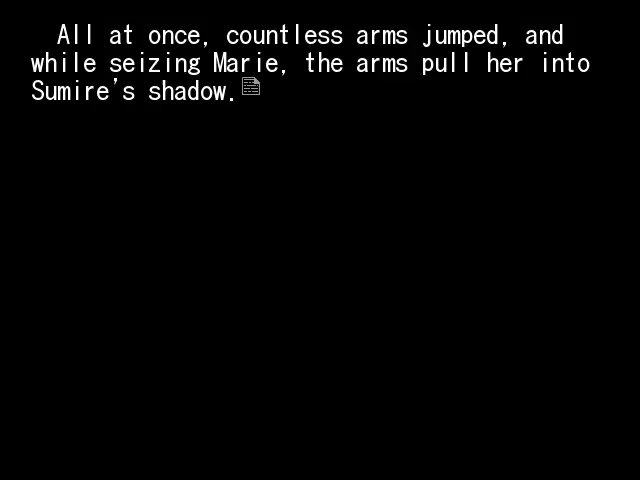 All at once, countless arms jumped, and
while seizing Marie, the arms pull her into
Sumire's shadow.